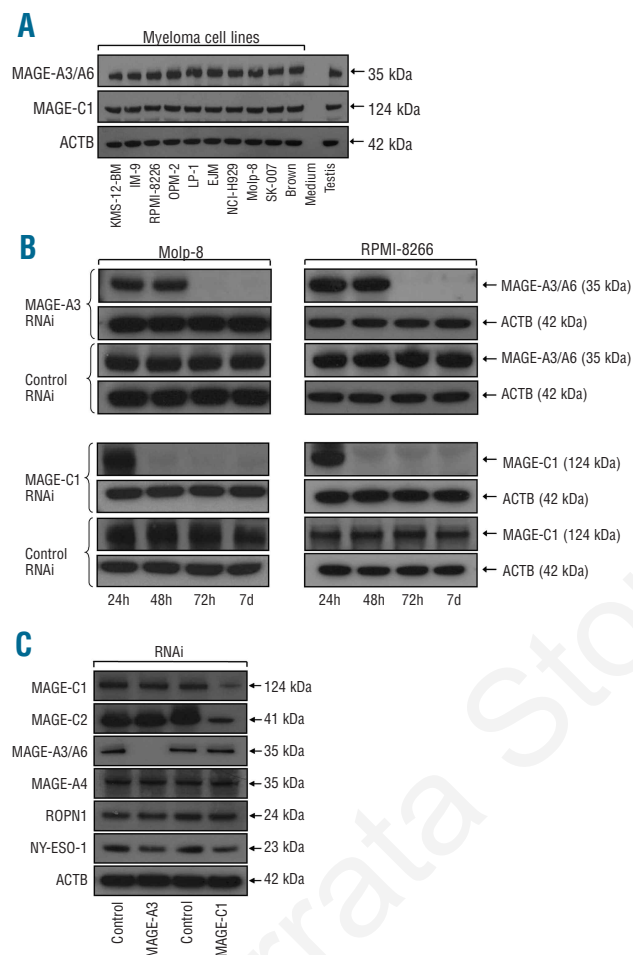 A
Myeloma cell lines
MAGE-A3/A6 ← 35 kDa
MAGE-C1 ← 124 kDa
ACTB ← 42 kDa
KMS-12-BM IM-9 RPMI-8226 OPM-2 LP-1 EJM NCI-H929 Molp-8 SK-007 Brown Medium Testis
B
Molp-8 RPMI-8266
MAGE-A3 RNAi
← MAGE-A3/A6 (35 kDa)
← ACTB (42 kDa)
Control RNAi
← MAGE-A3/A6 (35 kDa)
← ACTB (42 kDa)
MAGE-C1 RNAi
← MAGE-C1 (124 kDa)
← ACTB (42 kDa)
Control RNAi
← MAGE-C1 (124 kDa)
← ACTB (42 kDa)
24h 48h 72h 7d 24h 48h 72h 7d
C
RNAi
MAGE-C1 ← 124 kDa
MAGE-C2 ← 41 kDa
MAGE-A3/A6 ← 35 kDa
MAGE-A4 ← 35 kDa
ROPN1 ← 24 kDa
NY-ESO-1 ← 23 kDa
ACTB ← 42 kDa
Control MAGE-A3 Control MAGE-C1